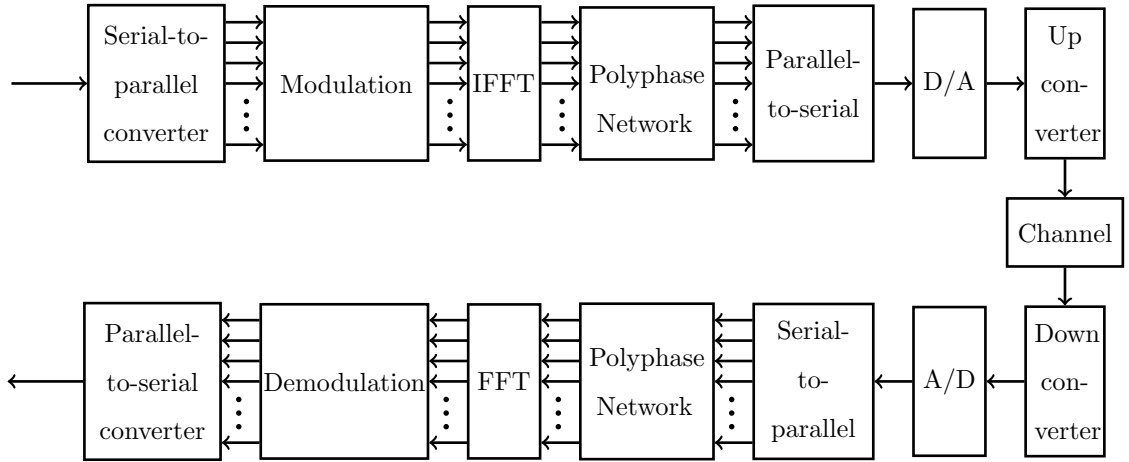 Serial-to-
parallel
converter
Modulation
IFFT
Polyphase
Network
Parallel-
to-serial
D/A
Up
con-
verter
Channel
Parallel-
to-serial
converter
Demodulation
FFT
Polyphase
Network
Serial-
to-
parallel
A/D
Down
con-
verter